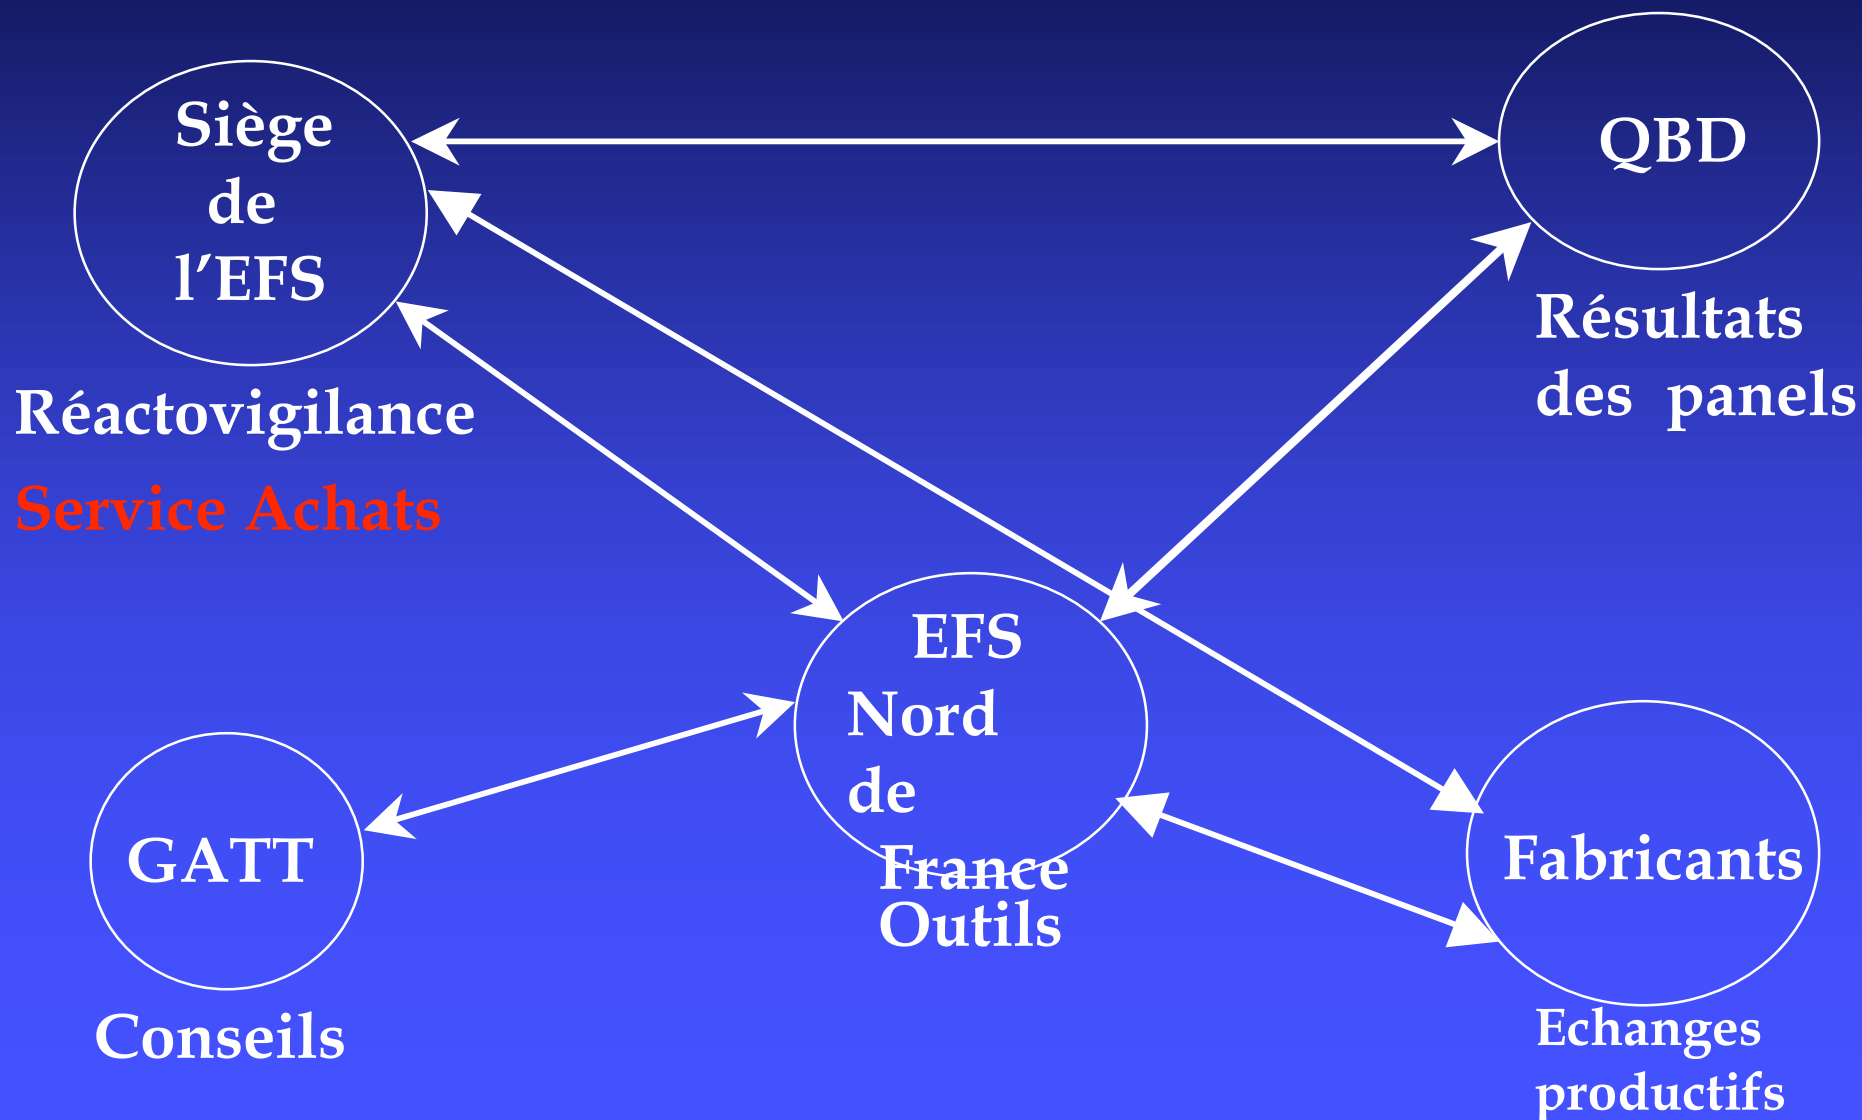 Siège
de
l’EFS
Réactovigilance
Service Achats
QBD
Résultats
des panels
EFS
Nord
de
France
Outils
GATT
Conseils
Fabricants
Echanges
productifs